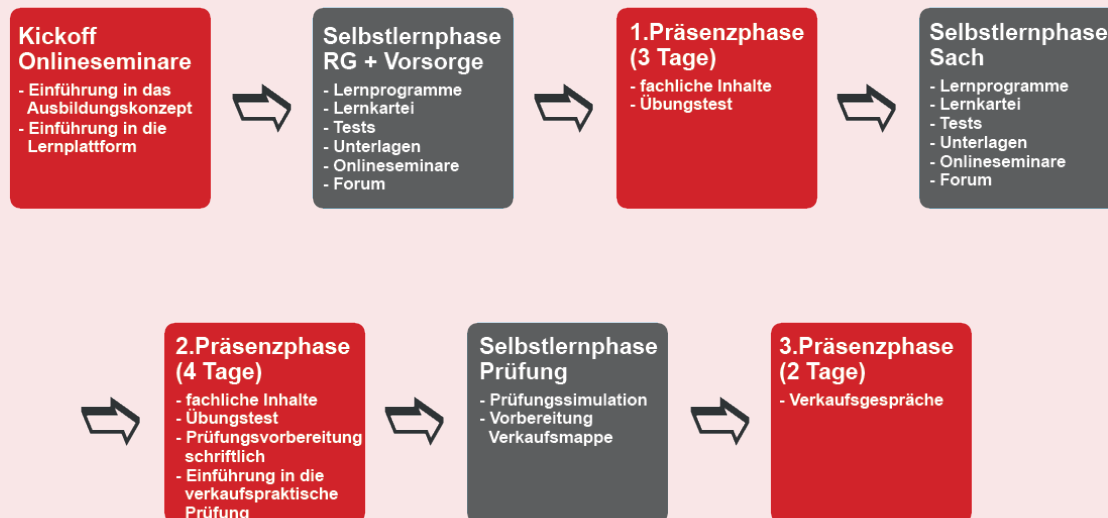 Kickoff
Onlineseminare
- Einführung in das
Ausbildungskonzept
- Einführung in die
Lernplattform
Selbstlernphase
RG + Vorsorge
- Lernprogramme
- Lernkartei
- Tests
- Unterlagen
- Onlineseminare
- Forum
1.Präsenzphase
(3 Tage)
- fachliche Inhalte
- Übungstest
Selbstlernphase
Sach
- Lernprogramme
- Lernkartei
- Tests
- Unterlagen
- Onlineseminare
- Forum
2.Präsenzphase
(4 Tage)
- fachliche Inhalte
- Übungstest
- Prüfungsvorbereitung
schriftlich
- Einführung in die
verkaufspraktische
Prüfung
Selbstlernphase
Prüfung
- Prüfungssimulation
- Vorbereitung
Verkaufsmappe
3.Präsenzphase
(2 Tage)
- Verkaufsgespräche